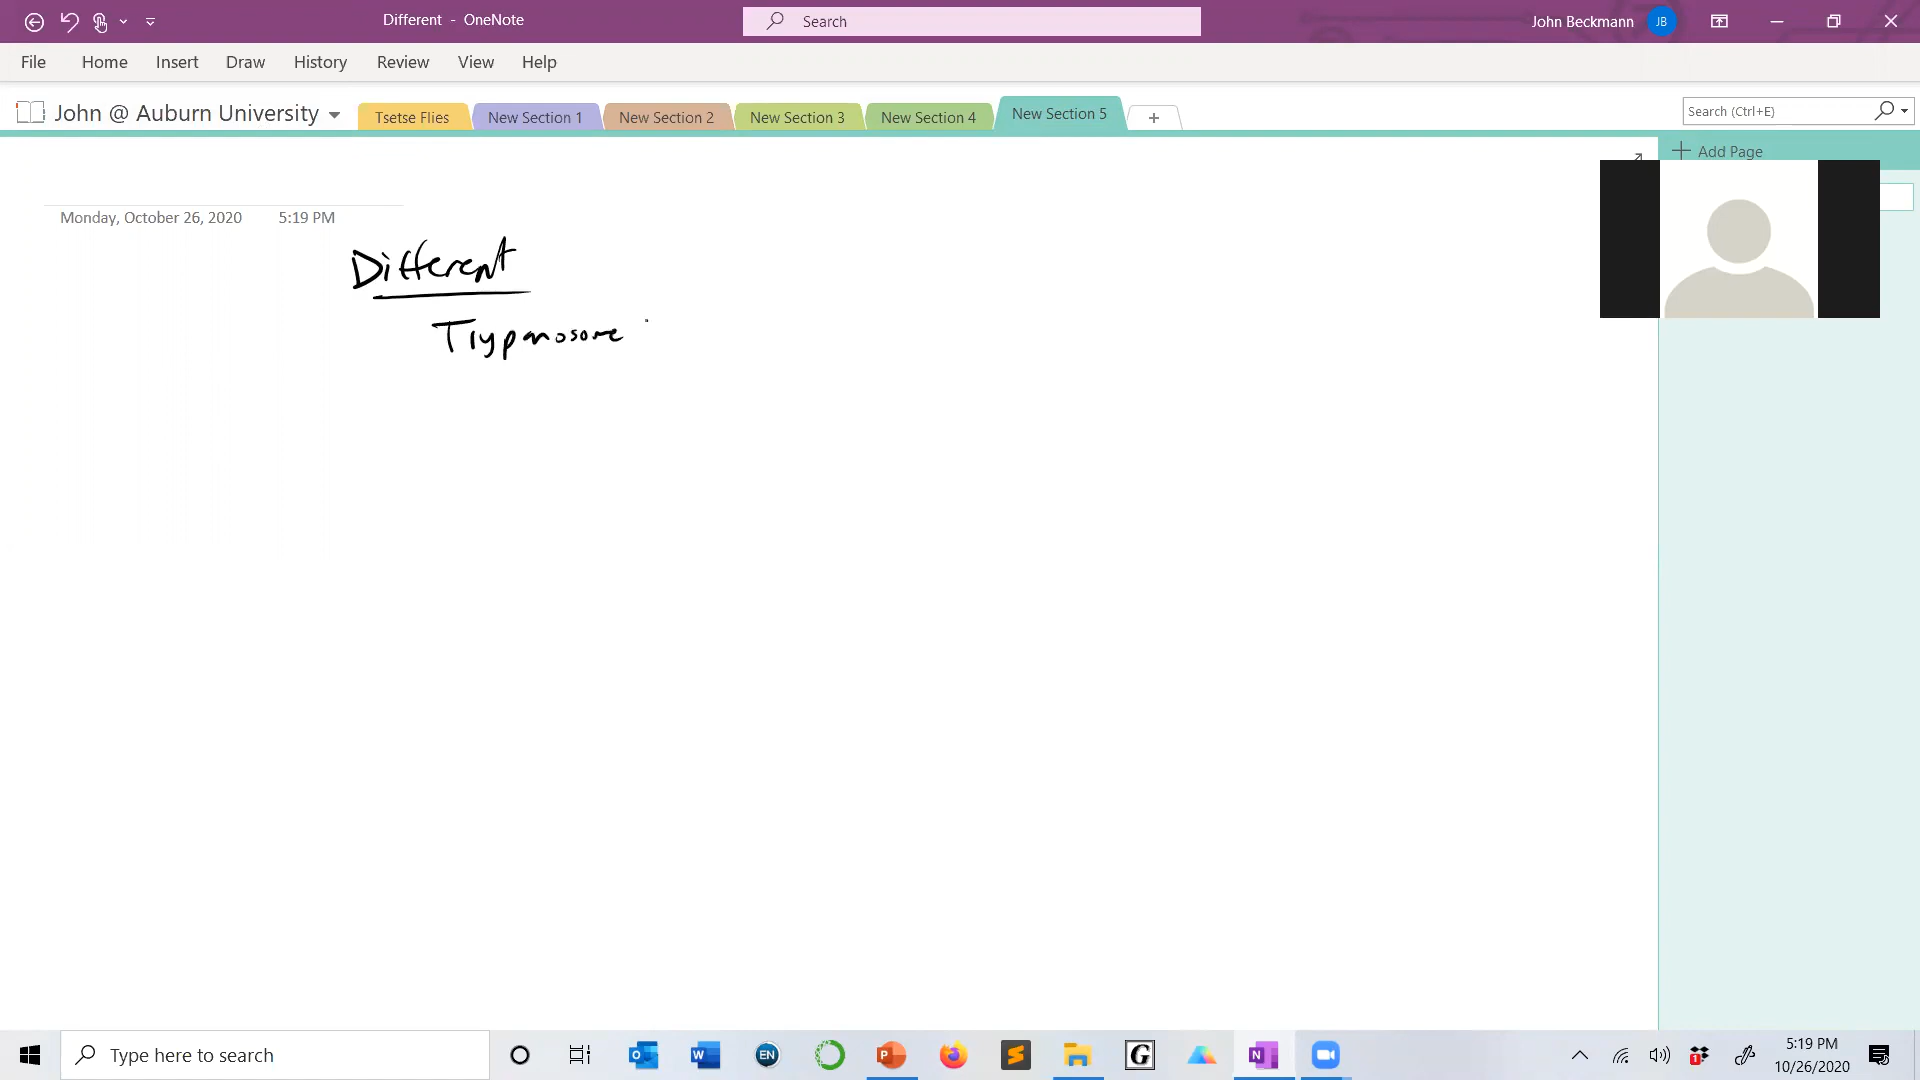 Different - OneNote
Search
John Beckmann
JB
File Home Insert Draw History Review View Help
John @ Auburn University
Tsetse Flies New Section 1 New Section 2 New Section 3 New Section 4 New Section 5 +
Search (Ctrl+E)
Add Page
Monday, October 26, 2020 5:19 PM
Different
Trypanosome
Type here to search
O W EN P S G N
1
5:19 PM
10/26/2020